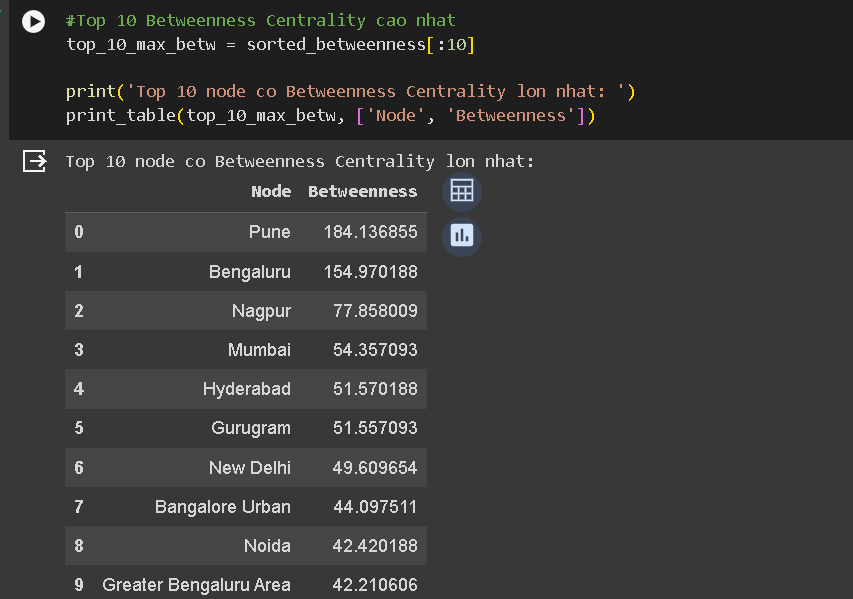 #Top 10 Betweenness Centrality cao nhat
top_10_max_betw = sorted_betweenness[:10]
print('Top 10 node co Betweenness Centrality lon nhat: ')
print_table(top_10_max_betw, ['Node', 'Betweenness'])
Top 10 node co Betweenness Centrality lon nhat:
Node Betweenness
0 Pune 184.136855
1 Bengaluru 154.970188
2 Nagpur 77.858009
3 Mumbai 54.357093
4 Hyderabad 51.570188
5 Gurugram 51.557093
6 New Delhi 49.609654
7 Bangalore Urban 44.097511
8 Noida 42.420188
9 Greater Bengaluru Area 42.210606